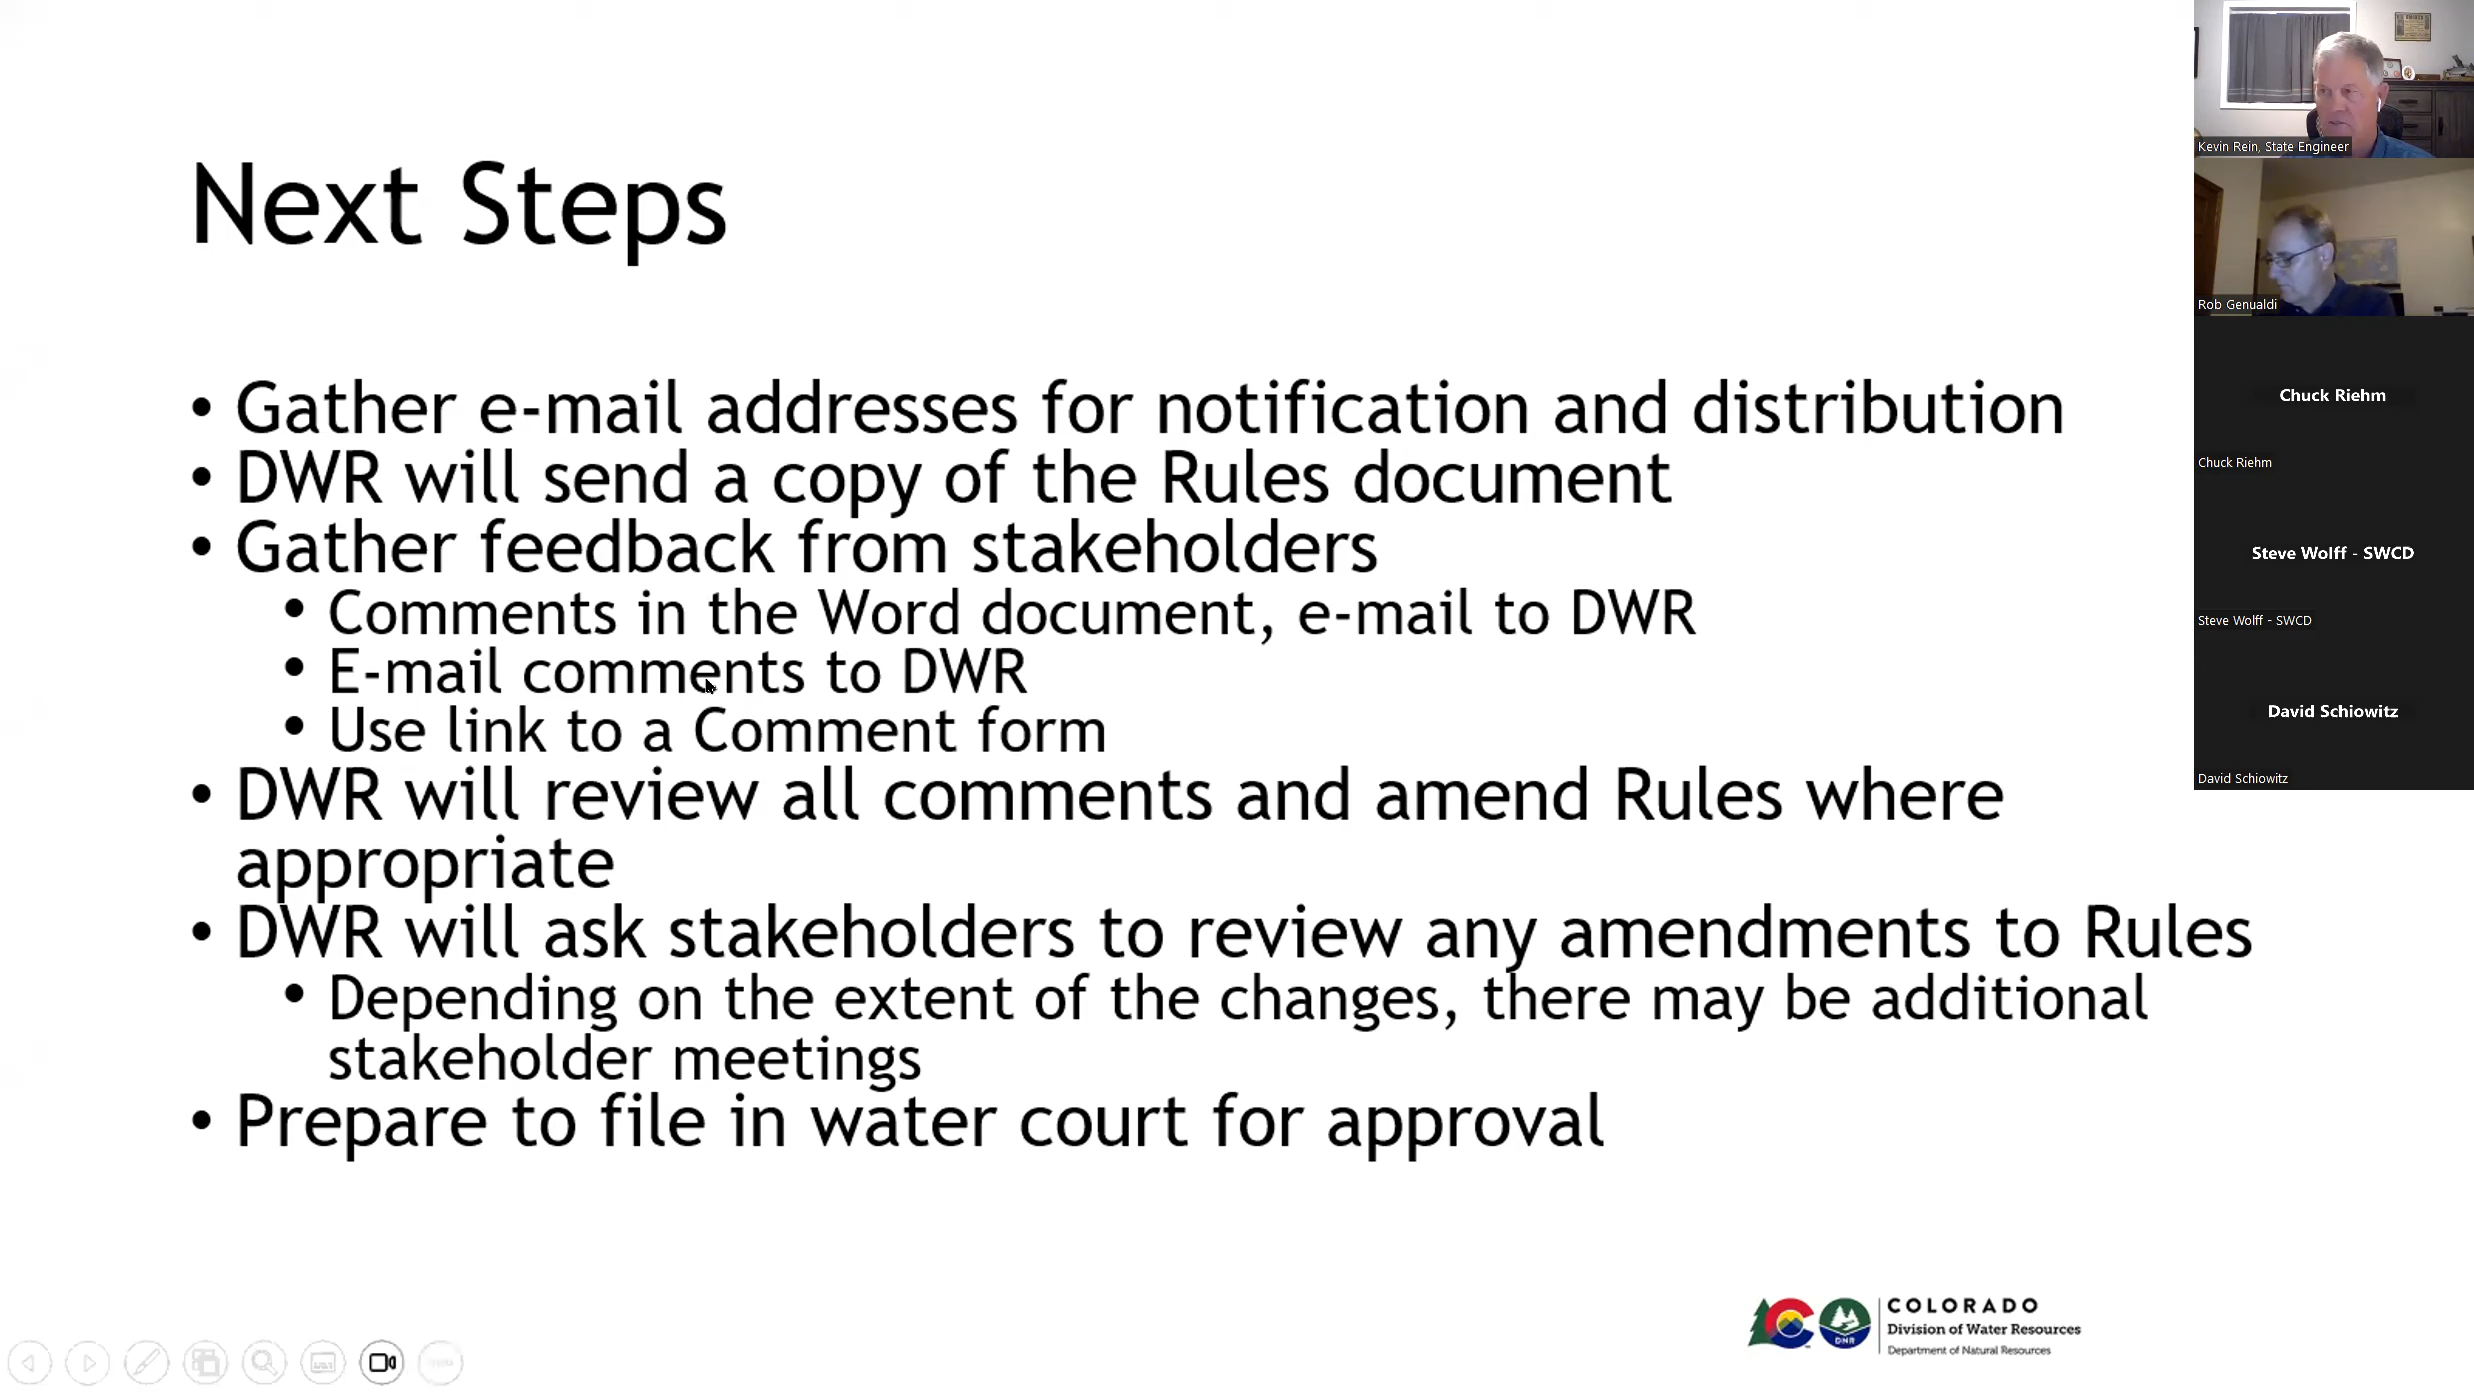 Next Steps
• Gather e-mail addresses for notification and distribution
• DWR will send a copy of the Rules document
• Gather feedback from stakeholders
• Comments in the Word document, e-mail to DWR
• E-mail comments to DWR
• Use link to a Comment form
• DWR will review all comments and amend Rules where
appropriate
• DWR will ask stakeholders to review any amendments to Rules
• Depending on the extent of the changes, there may be additional
stakeholder meetings
• Prepare to file in water court for approval
Kevin Rein, State Engineer
Rob Genualdi
Chuck Riehm
Chuck Riehm
Steve Wolff - SWCD
Steve Wolff - SWCD
David Schiowitz
David Schiowitz
DNR
COLORADO
Division of Water Resources
Department of Natural Resources